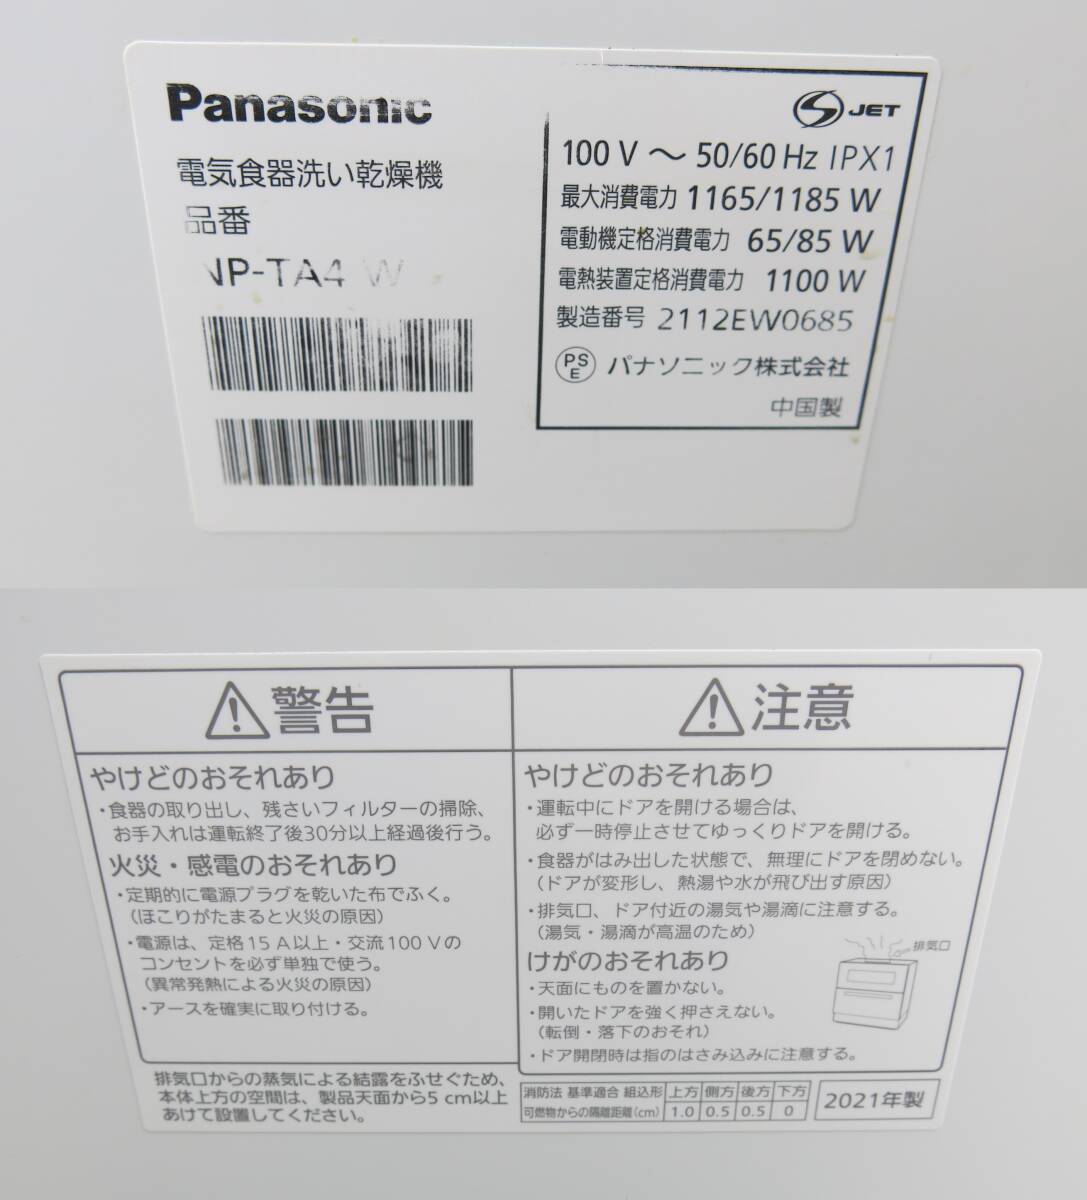 Panasonic
電気食器洗い乾燥機
品番
NP-TA4 W
JET
100 V ～ 50/60 Hz IPX1
最大消費電力 1165/1185 W
電動機定格消費電力 65/85 W
電熱装置定格消費電力 1100 W
製造番号 2112EW0685
PS
E
パナソニック株式会社
中国製
警告
やけどのおそれあり
・食器の取り出し、残さいフィルターの掃除、
お手入れは運転終了後30分以上経過後行う。
火災・感電のおそれあり
・定期的に電源プラグを乾いた布でふく。
（ほこりがたまると火災の原因）
・電源は、定格15 A以上・交流100 Vの
コンセントを必ず単独で使う。
（異常発熱による火災の原因）
・アースを確実に取り付ける。
注意
やけどのおそれあり
・運転中にドアを開ける場合は、
必ず一時停止させてゆっくりドアを開ける。
・食器がはみ出した状態で、無理にドアを閉めない。
（ドアが変形し、熱湯や水が飛び出す原因）
・排気口、ドア付近の湯気や湯滴に注意する。
（湯気・湯滴が高温のため）
排気口
けがのおそれあり
・天面にものを置かない。
・開いたドアを強く押さえない。
（転倒・落下のおそれ）
・ドア開閉時は指のはさみ込みに注意する。
排気口からの蒸気による結露をふせぐため、
本体上方の空間は、製品天面から5 cm以上
あけて設置してください。
消防法 基準適合 組込形 上方 側方 後方 下方
可燃物からの隔離距離(cm) 1.0 0.5 0.5 0
2021年製